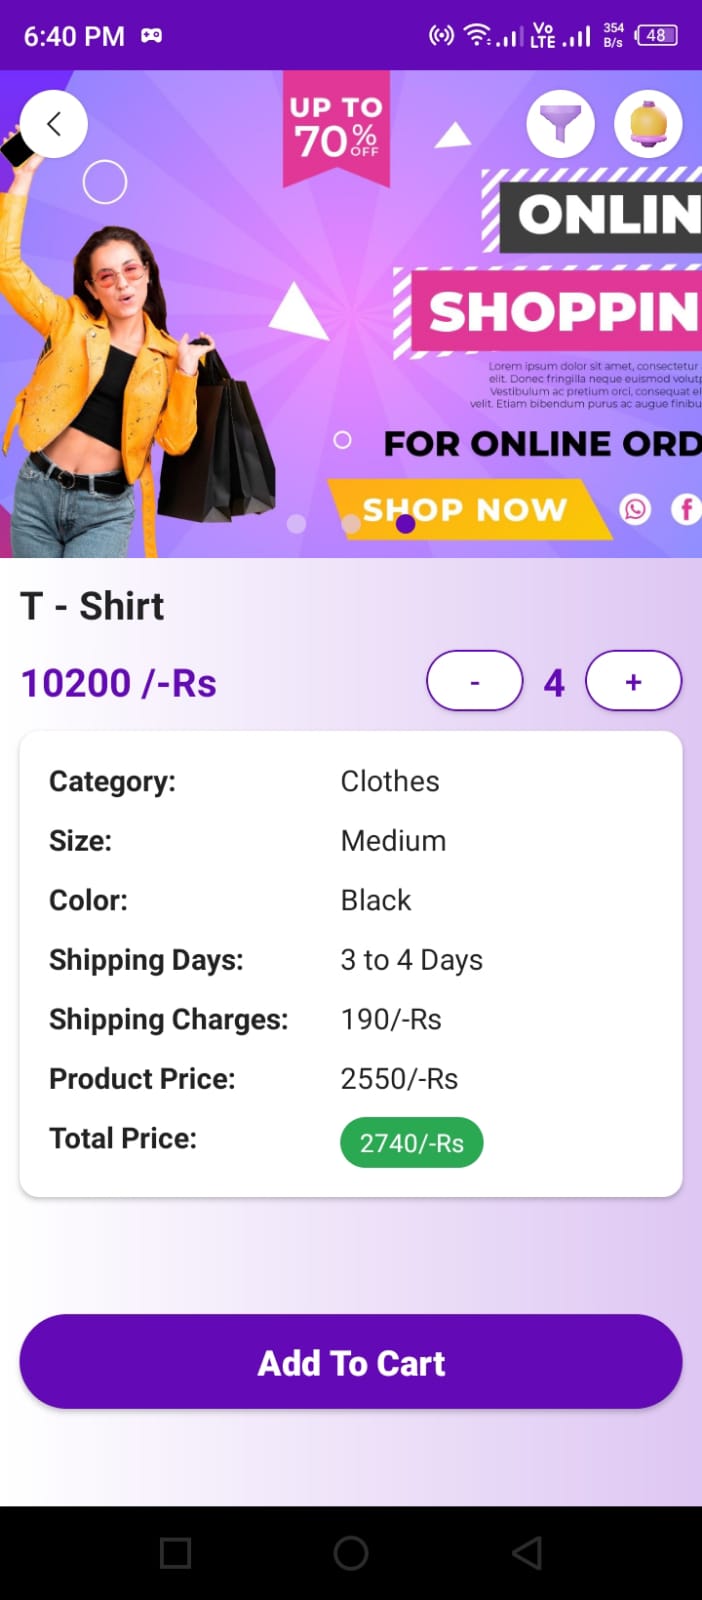 6:40 PM
Vo
LTE
354
B/s
48
UP TO
70%
OFF
ONLIN
SHOPPIN
Lorem ipsum dolor sit amet, consectetur
elit. Donec fringilla neque euismod volutp
Vestibulum ac pretium orci, consequat el
velit. Etiam bibendum purus ac augue finibu
FOR ONLINE ORD
SHOP NOW
T - Shirt
10200 /-Rs
- 4 +
Category: Clothes
Size: Medium
Color: Black
Shipping Days: 3 to 4 Days
Shipping Charges: 190/-Rs
Product Price: 2550/-Rs
Total Price: 2740/-Rs
Add To Cart